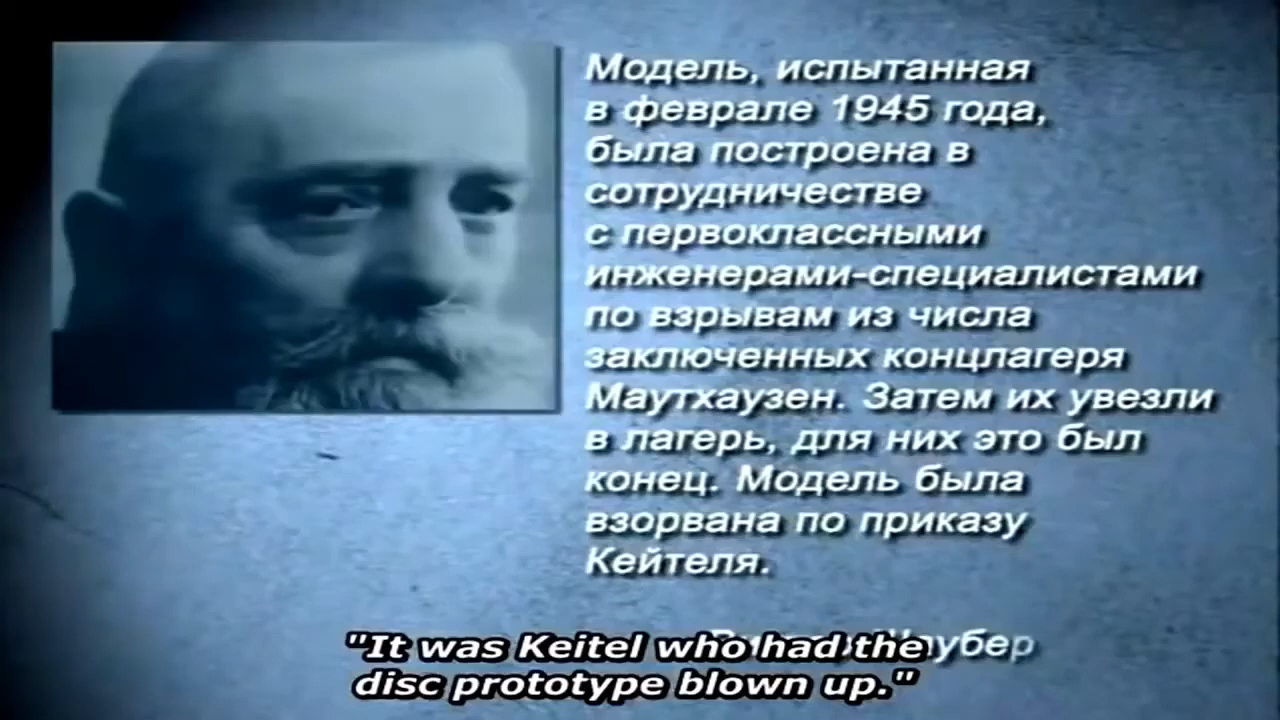 Модель, испытанная
в феврале 1945 года,
была построена в
сотрудничестве
с первоклассными
инженерами-специалистами
по взрывам из числа
заключенных концлагеря
Маутхаузен. Затем их увезли
в лагерь, для них это был
конец. Модель была
взорвана по приказу
Кейтеля.
"It was Keitel who had the
disc prototype blown up."